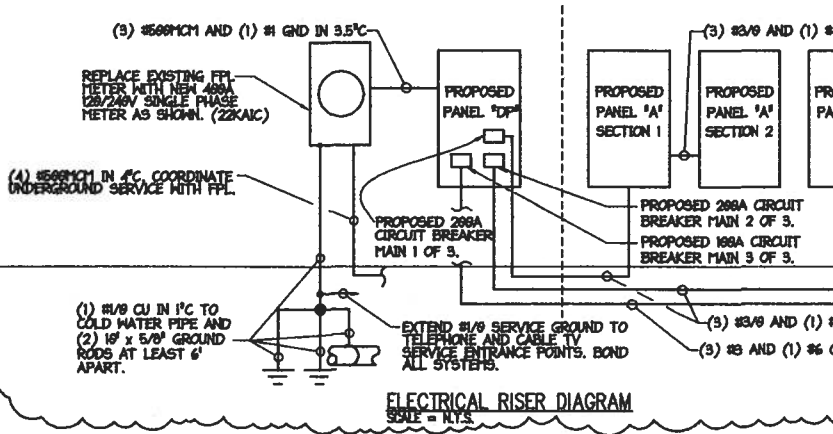 (3) #500MCM AND (1) #1 GND IN 3.5"C
(3) #3/0 AND (1) #
REPLACE EXISTING FPL
METER WITH NEW 400A
120/240V SINGLE PHASE
METER AS SHOWN. (22KAIC)
PROPOSED
PANEL "DP"
PROPOSED
PANEL "A"
SECTION 1
PROPOSED
PANEL "A"
SECTION 2
(4) #500MCM IN 4"C. COORDINATE
UNDERGROUND SERVICE WITH FPL.
PROPOSED 200A
CIRCUIT BREAKER
MAIN 1 OF 3.
PROPOSED 200A CIRCUIT
BREAKER MAIN 2 OF 3.
PROPOSED 100A CIRCUIT
BREAKER MAIN 3 OF 3.
(1) #1/0 CU IN 1"C TO
COLD WATER PIPE AND
(2) 10' x 5/8" GROUND
RODS AT LEAST 6'
APART.
EXTEND #1/0 SERVICE GROUND TO
TELEPHONE AND CABLE TV
SERVICE ENTRANCE POINTS. BOND
ALL SYSTEMS.
(3) #3/0 AND (1) #
(3) #3 AND (1) #6
ELECTRICAL RISER DIAGRAM
SCALE = N.T.S.